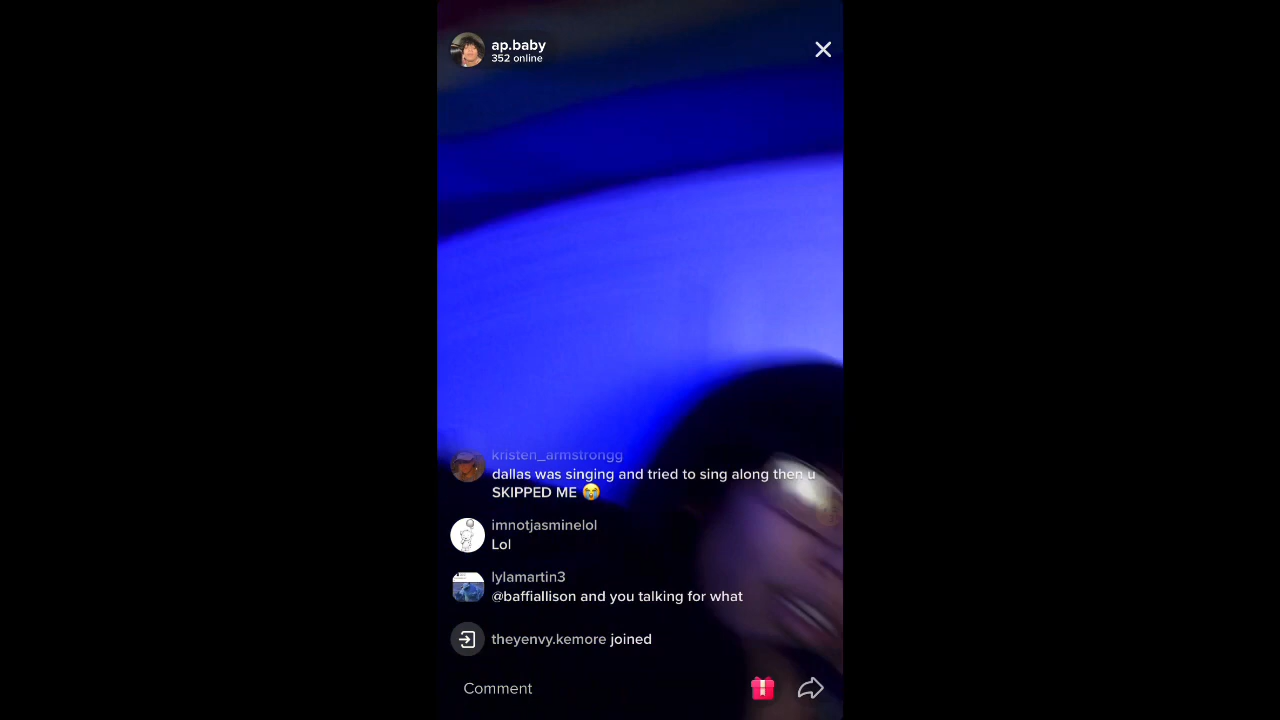 ap.baby
352 online
kristen_armstrongg
dallas was singing and tried to sing along then u
SKIPPED ME 😭
imnotjasminelol
Lol
lylamartin3
@baffiallison and you talking for what
theyenvy.kemore joined
Comment